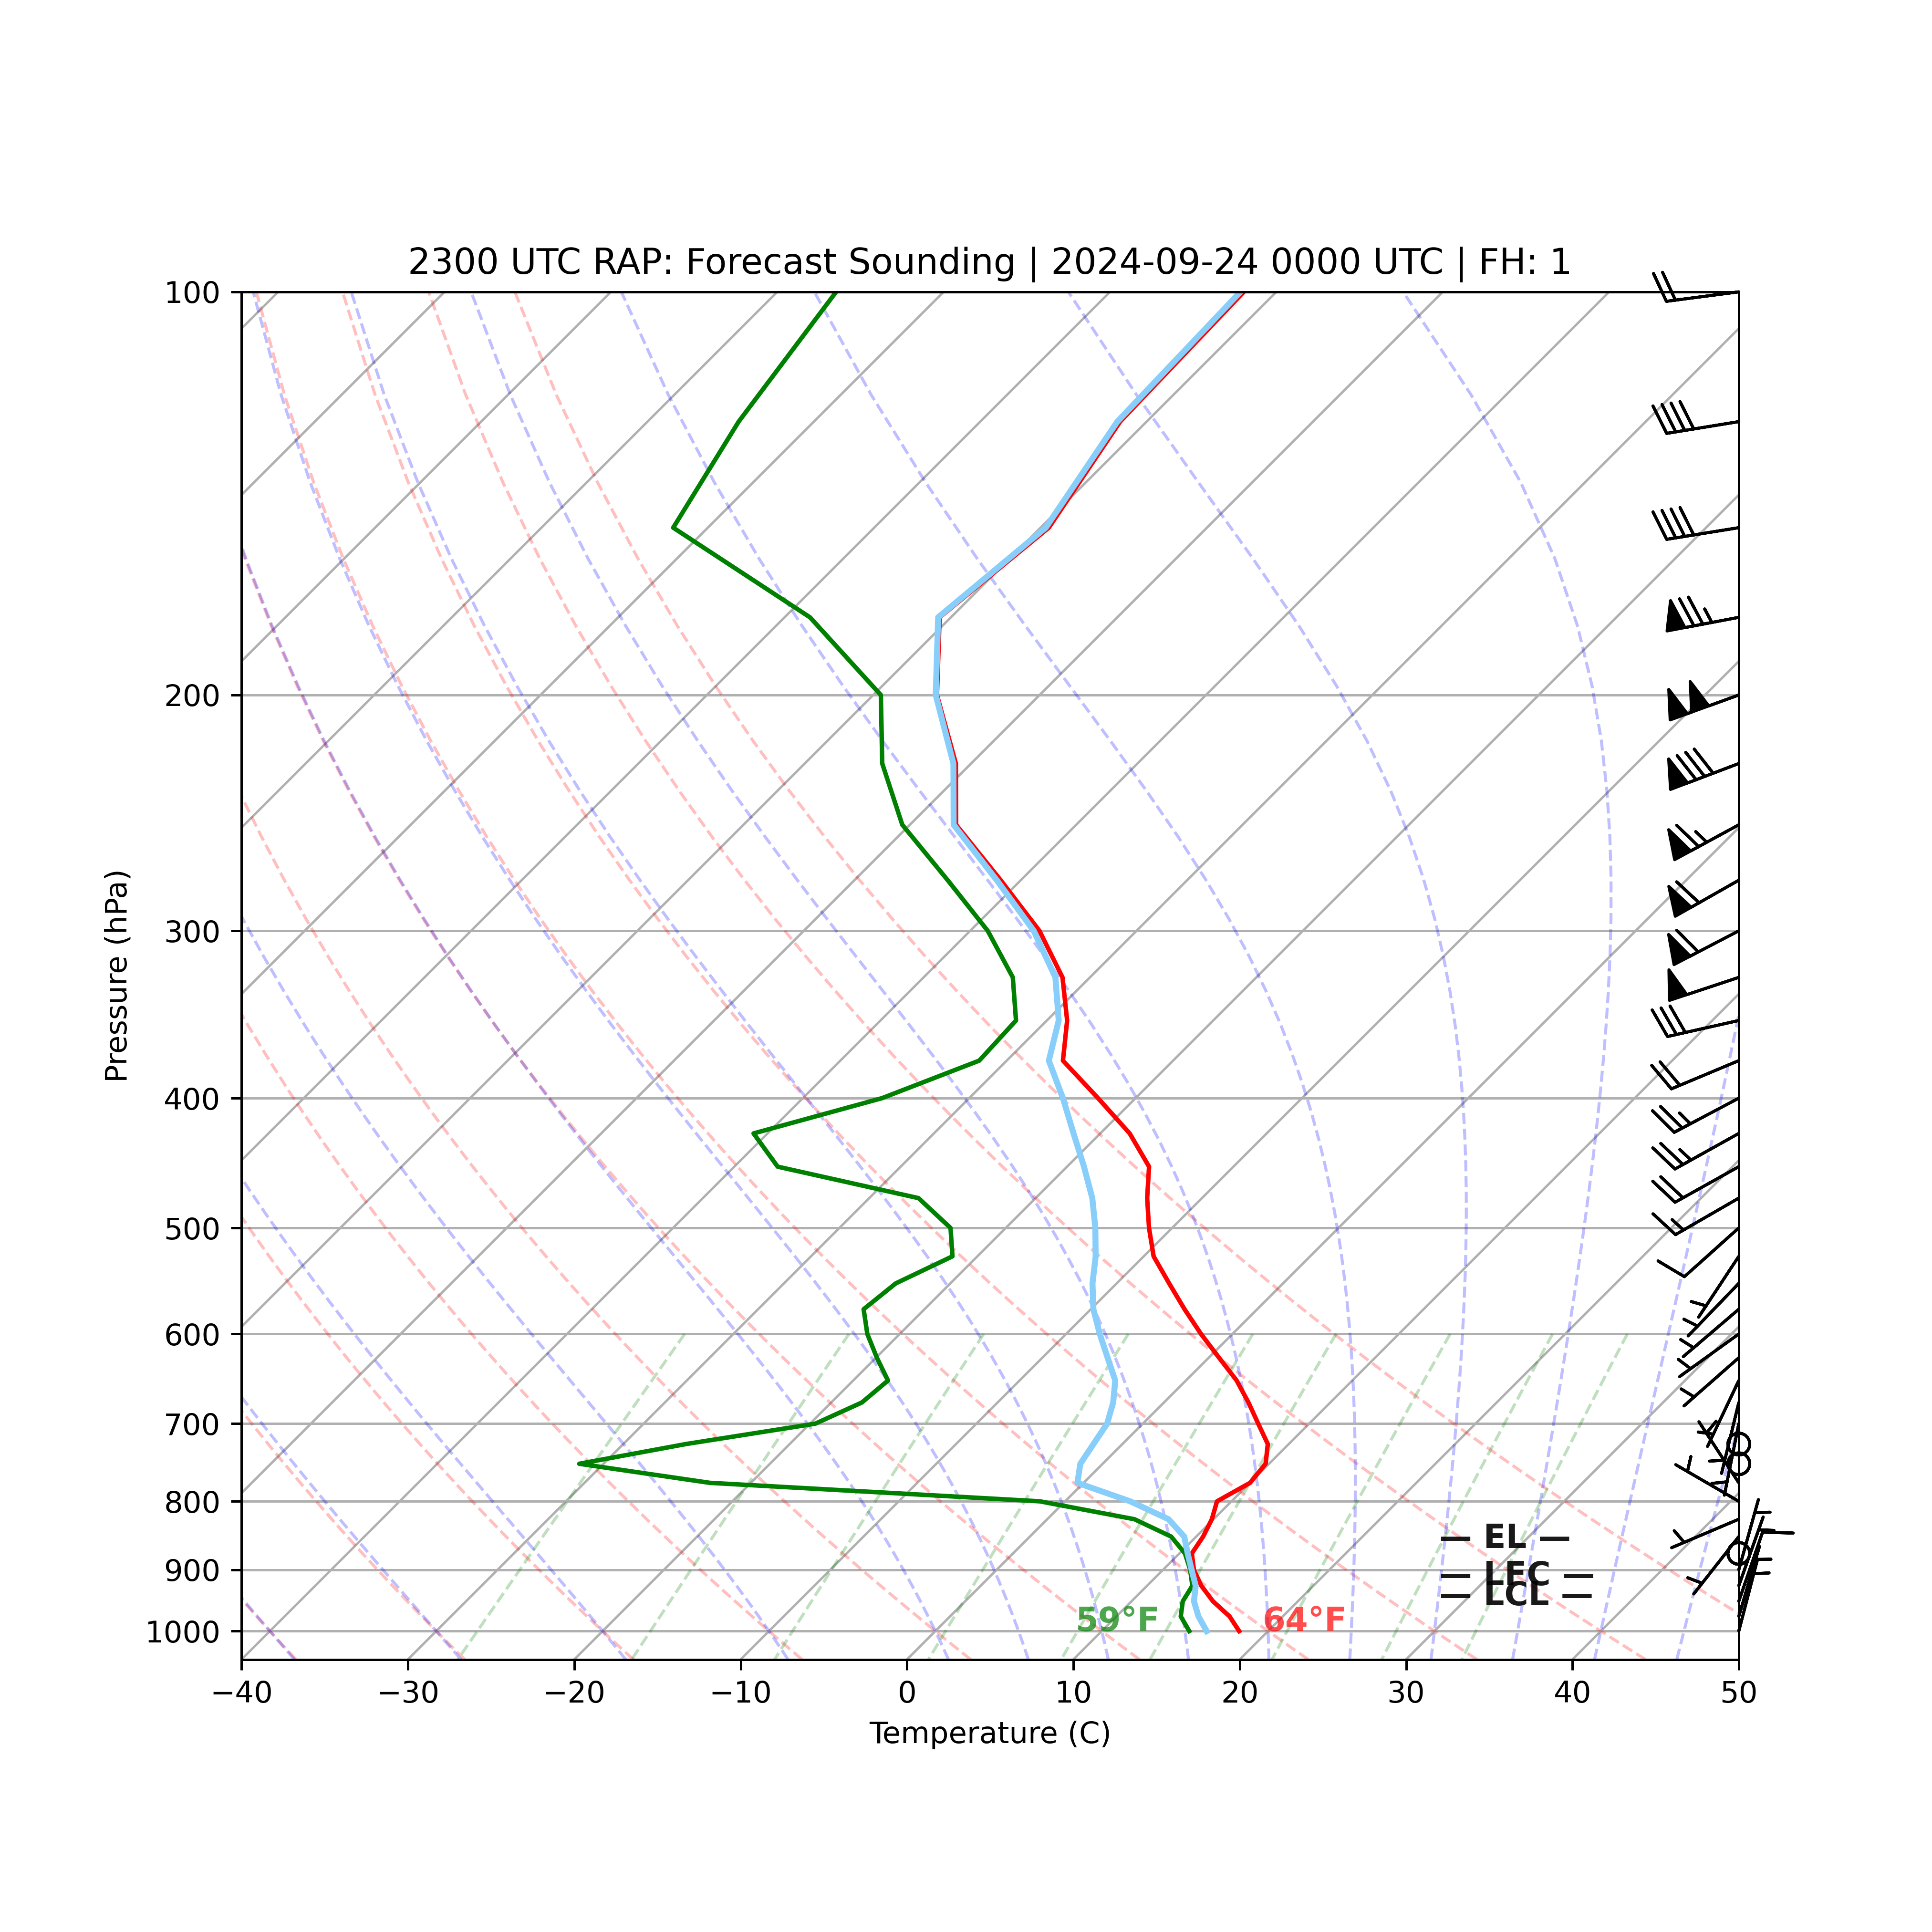 2300 UTC RAP: Forecast Sounding | 2024-09-24 0000 UTC | FH: 1
100
200
300
400
500
600
700
800
900
1000
Pressure (hPa)
— EL —
— LFC —
— LCL —
59°F
64°F
−40 −30 −20 −10 0 10 20 30 40 50
Temperature (C)